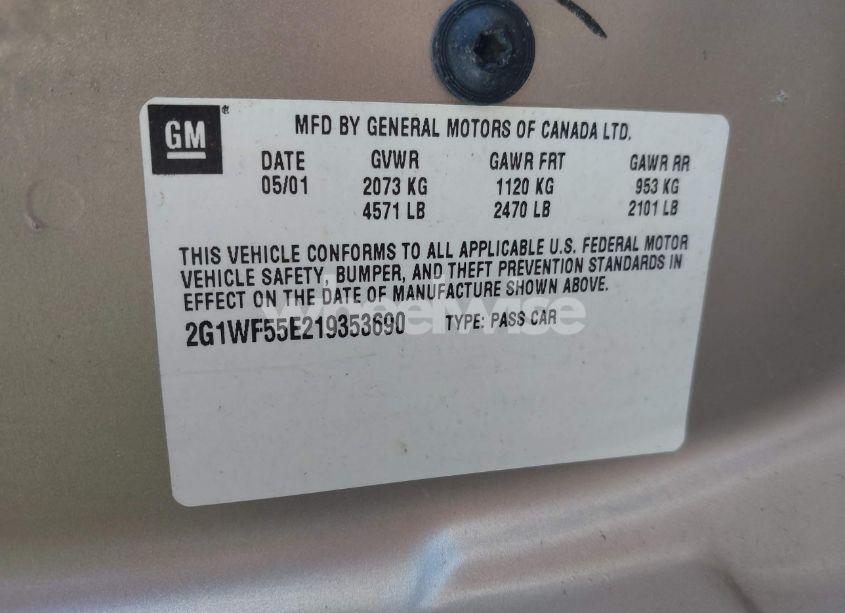 GM
MFD BY GENERAL MOTORS OF CANADA LTD.
DATE GVWR GAWR FRT GAWR RR
05/01 2073 KG 1120 KG 953 KG
4571 LB 2470 LB 2101 LB
THIS VEHICLE CONFORMS TO ALL APPLICABLE U.S. FEDERAL MOTOR
VEHICLE SAFETY, BUMPER, AND THEFT PREVENTION STANDARDS IN
EFFECT ON THE DATE OF MANUFACTURE SHOWN ABOVE.
wheelwise
2G1WF55E219353690 TYPE: PASS CAR